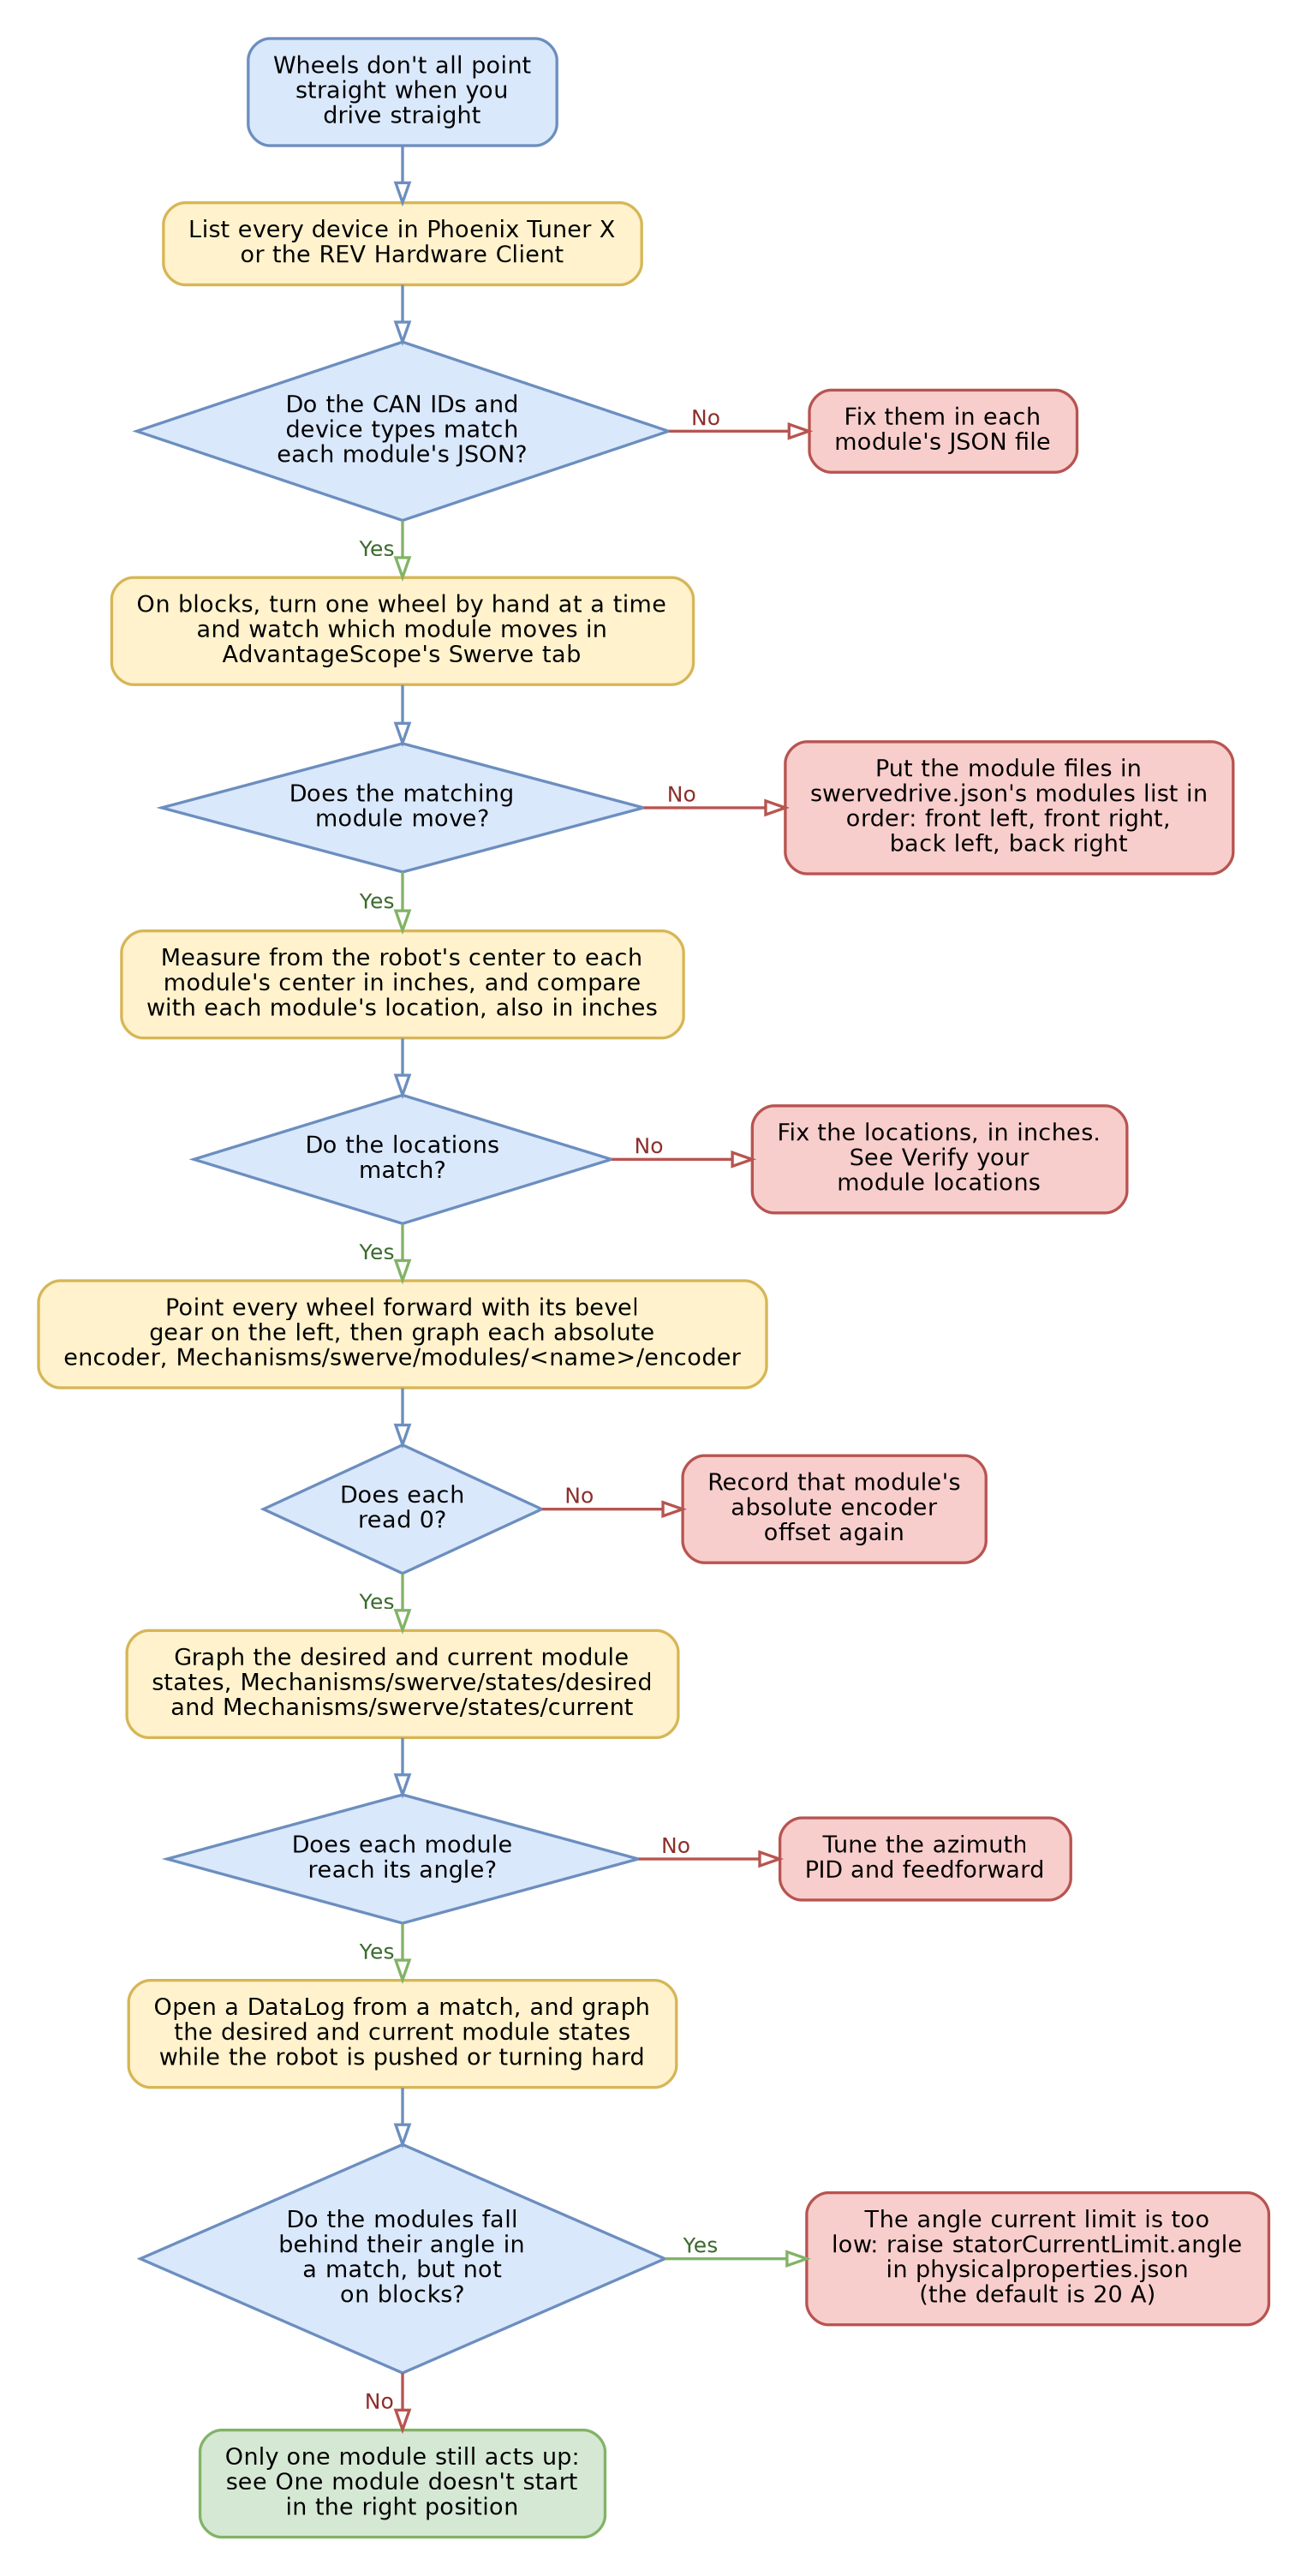 Wheels don't all point
straight when you
drive straight
List every device in Phoenix Tuner X
or the REV Hardware Client
Do the CAN IDs and
device types match
each module's JSON?
No
Fix them in each
module's JSON file
Yes
On blocks, turn one wheel by hand at a time
and watch which module moves in
AdvantageScope's Swerve tab
Does the matching
module move?
No
Put the module files in
swervedrive.json's modules list in
order: front left, front right,
back left, back right
Yes
Measure from the robot's center to each
module's center in inches, and compare
with each module's location, also in inches
Do the locations
match?
No
Fix the locations, in inches.
See Verify your
module locations
Yes
Point every wheel forward with its bevel
gear on the left, then graph each absolute
encoder, Mechanisms/swerve/modules/<name>/encoder
Does each
read 0?
No
Record that module's
absolute encoder
offset again
Yes
Graph the desired and current module
states, Mechanisms/swerve/states/desired
and Mechanisms/swerve/states/current
Does each module
reach its angle?
No
Tune the azimuth
PID and feedforward
Yes
Open a DataLog from a match, and graph
the desired and current module states
while the robot is pushed or turning hard
Do the modules fall
behind their angle in
a match, but not
on blocks?
Yes
The angle current limit is too
low: raise statorCurrentLimit.angle
in physicalproperties.json
(the default is 20 A)
No
Only one module still acts up:
see One module doesn't start
in the right position